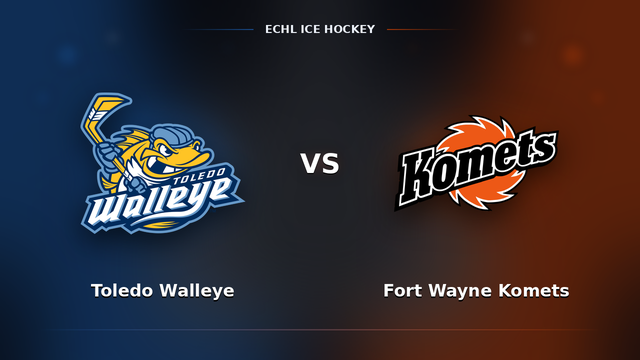 ECHL ICE HOCKEY
TOLEDO
Walleye
VS
Komets
Toledo Walleye
Fort Wayne Komets